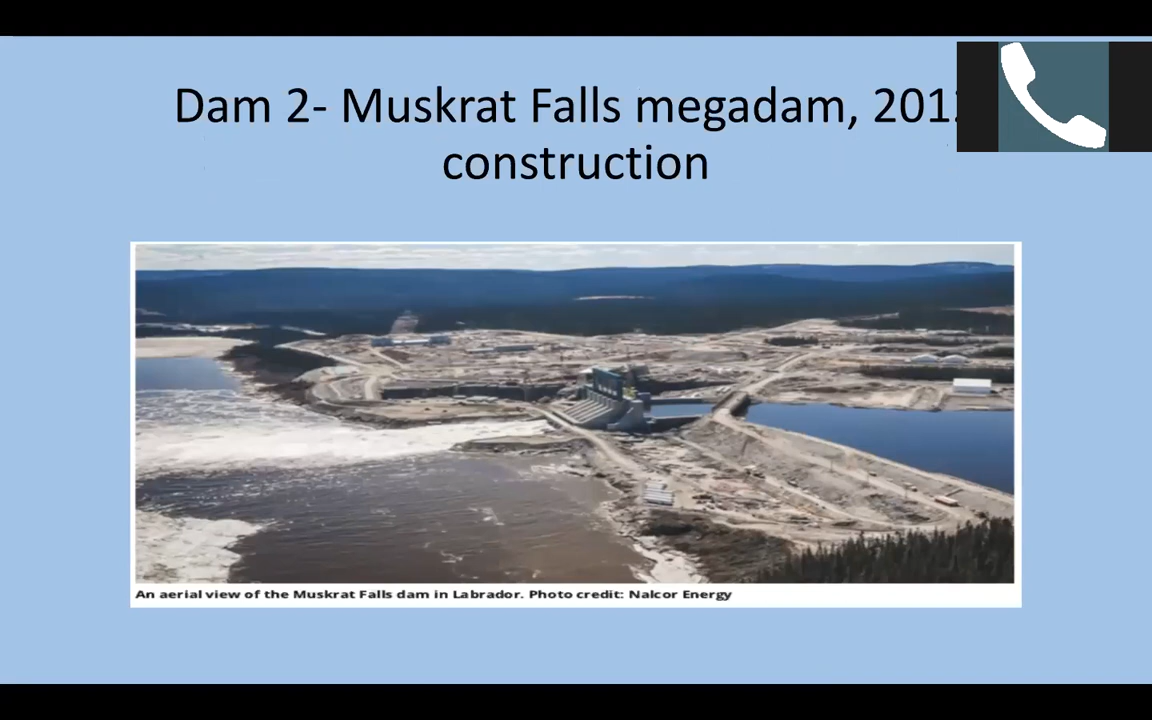 Dam 2- Muskrat Falls megadam,
construction
An aerial view of the Muskrat Falls dam in Labrador. Photo credit: Nalcor Energy